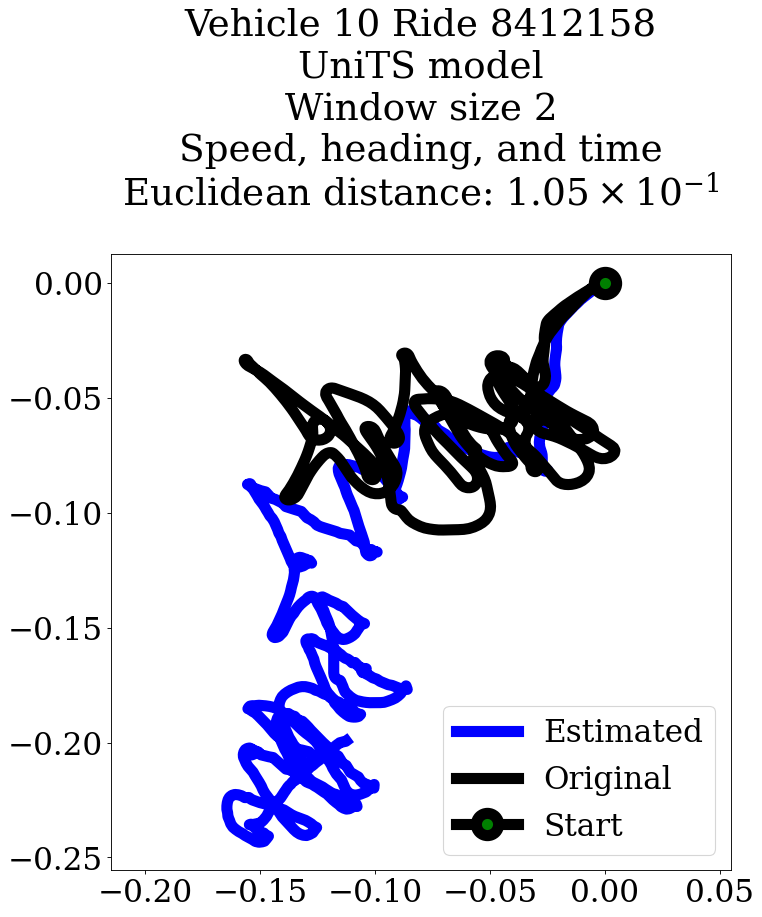 Vehicle 10 Ride 8412158
UniTS model
Window size 2
Speed, heading, and time
Euclidean distance: 1.05 × 10⁻¹
0.00
−0.05
−0.10
−0.15
−0.20
−0.25
Estimated
Original
Start
−0.20 −0.15 −0.10 −0.05 0.00 0.05